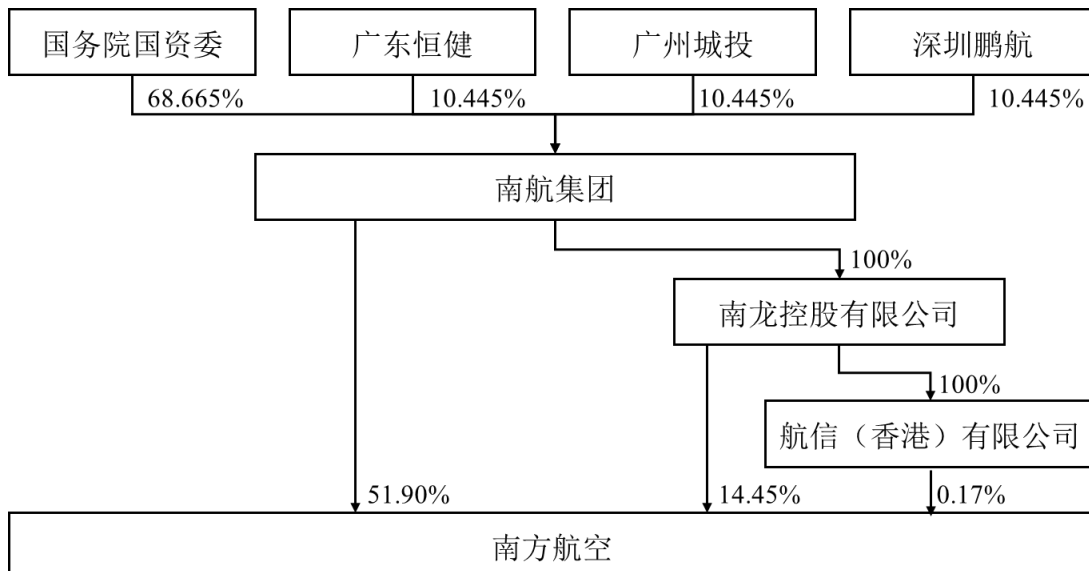 国务院国资委
广东恒健
广州城投
深圳鹏航
68.665%
10.445%
10.445%
10.445%
南航集团
100%
南龙控股有限公司
100%
航信（香港）有限公司
51.90%
14.45%
0.17%
南方航空